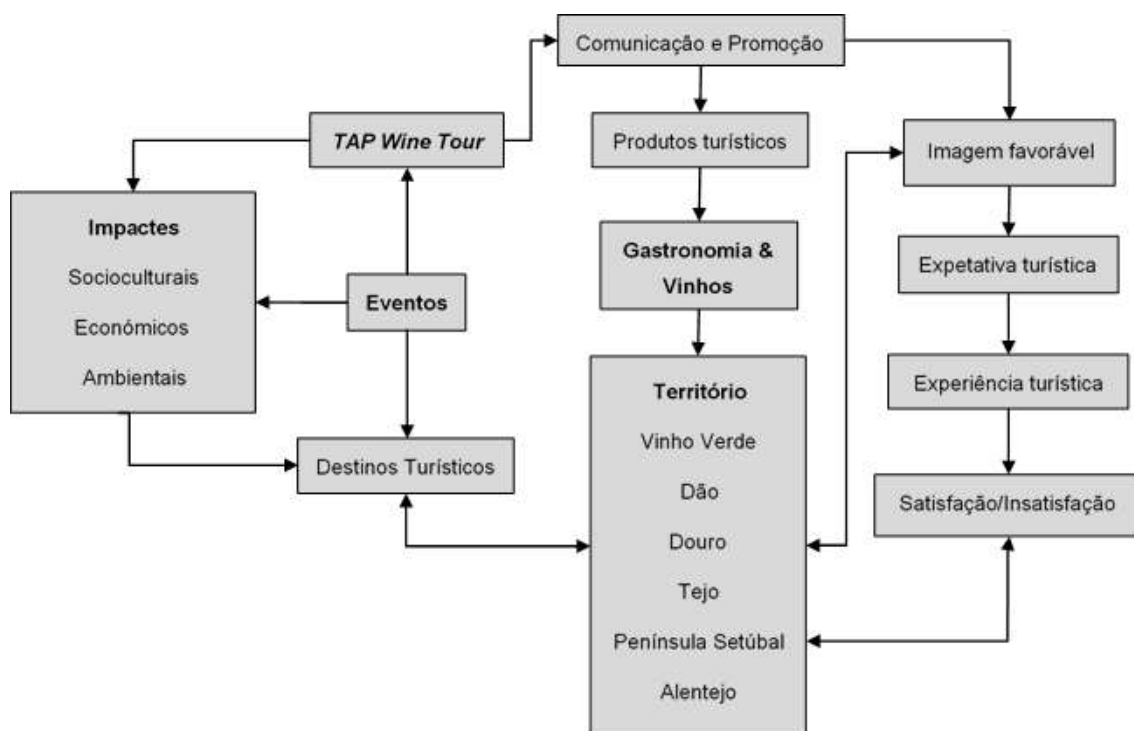 Comunicação e Promoção
TAP Wine Tour
Produtos turísticos
Imagem favorável
Impactes
Socioculturais
Económicos
Ambientais
Eventos
Gastronomia &
Vinhos
Expetativa turística
Destinos Turísticos
Território
Vinho Verde
Dão
Douro
Tejo
Península Setúbal
Alentejo
Experiência turística
Satisfação/Insatisfação